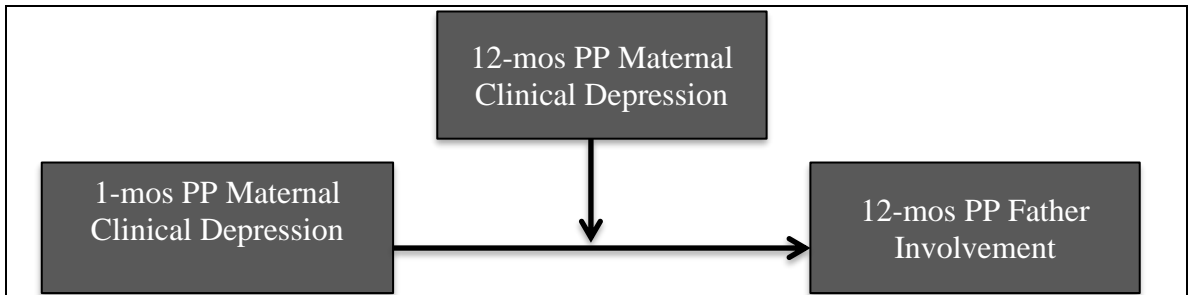 12-mos PP Maternal
Clinical Depression
1-mos PP Maternal
Clinical Depression
12-mos PP Father
Involvement